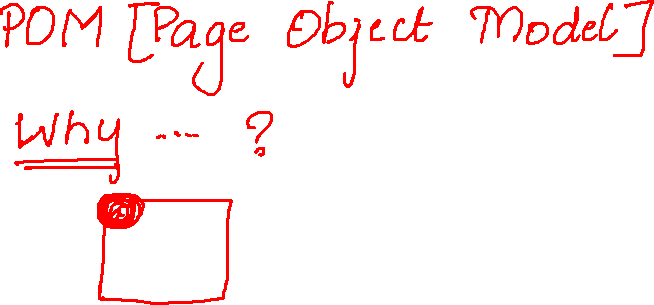 POM [Page Object Model]
Why --- ?